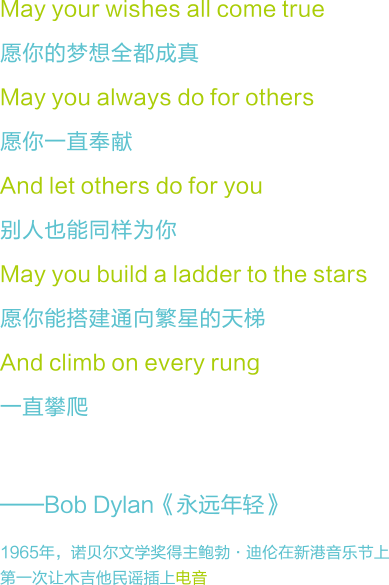 May your wishes all come true
愿你的梦想全都成真
May you always do for others
愿你一直奉献
And let others do for you
别人也能同样为你
May you build a ladder to the stars
愿你能搭建通向繁星的天梯
And climb on every rung
一直攀爬
——Bob Dylan《永远年轻》
1965年，诺贝尔文学奖得主鲍勃·迪伦在新港音乐节上
第一次让木吉他民谣插上电音